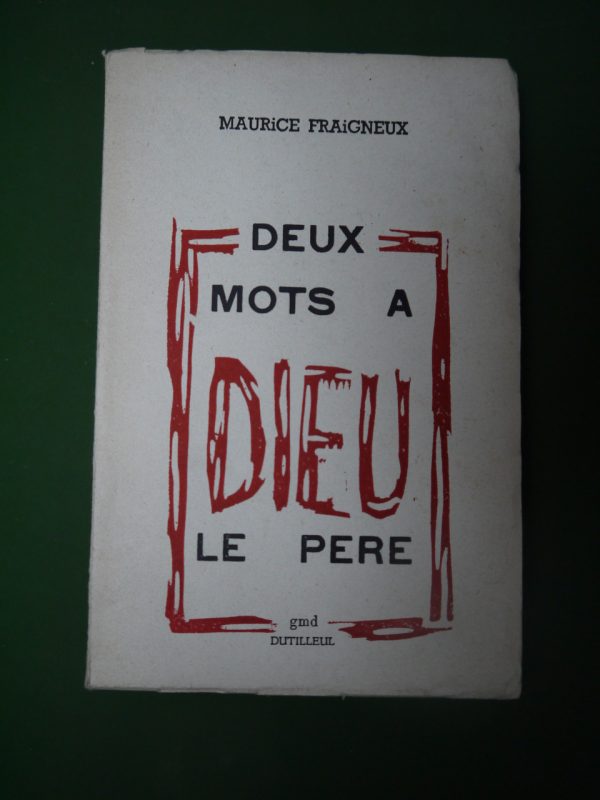 MAURiCE FRAiGNEUX
DEUX
MOTS A
DIEU
LE PERE
gmd
DUTILLEUL